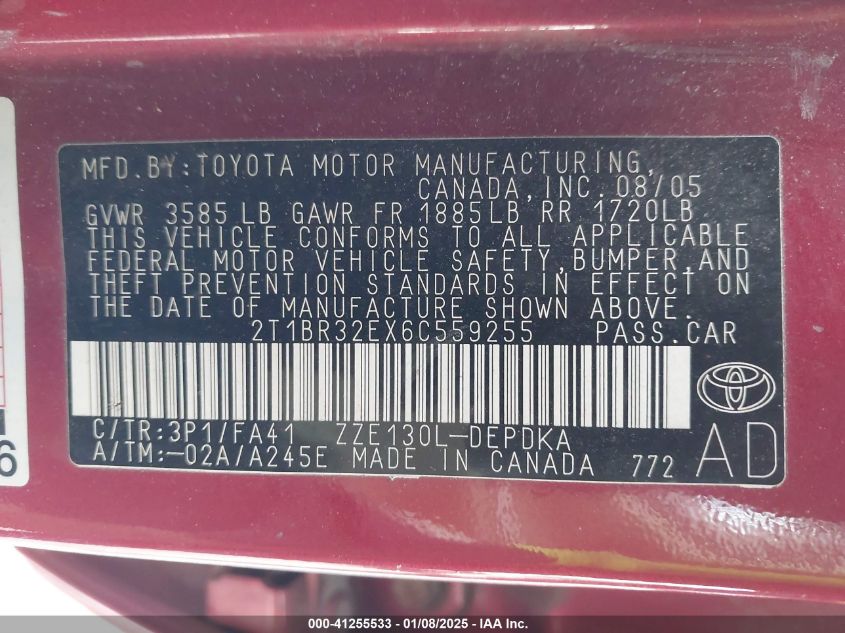 MFD.BY:TOYOTA MOTOR MANUFACTURING,
CANADA,INC. 08/05
GVWR 3585 LB GAWR FR 1885LB RR 1720LB
THIS VEHICLE CONFORMS TO ALL APPLICABLE
FEDERAL MOTOR VEHICLE SAFETY,BUMPER,AND
THEFT PREVENTION STANDARDS IN EFFECT ON
THE DATE OF MANUFACTURE SHOWN ABOVE.
2T1BR32EX6C559255 PASS.CAR
C/TR:3P1/FA41 ZZE130L-DEPDKA
A/TM:-02A/A245E MADE IN CANADA 772 AD
6
000-41255533 - 01/08/2025 - IAA Inc.